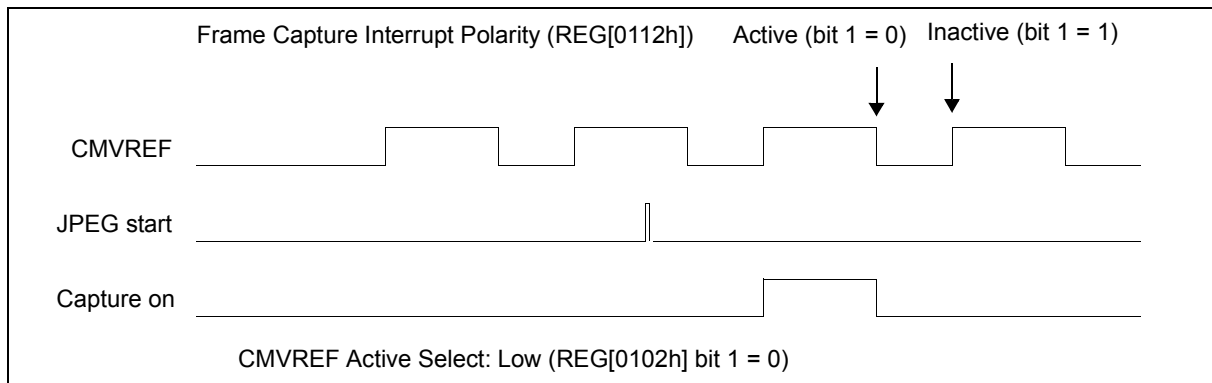 Frame Capture Interrupt Polarity (REG[0112h]) Active (bit 1 = 0) Inactive (bit 1 = 1)
CMVREF
JPEG start
Capture on
CMVREF Active Select: Low (REG[0102h] bit 1 = 0)